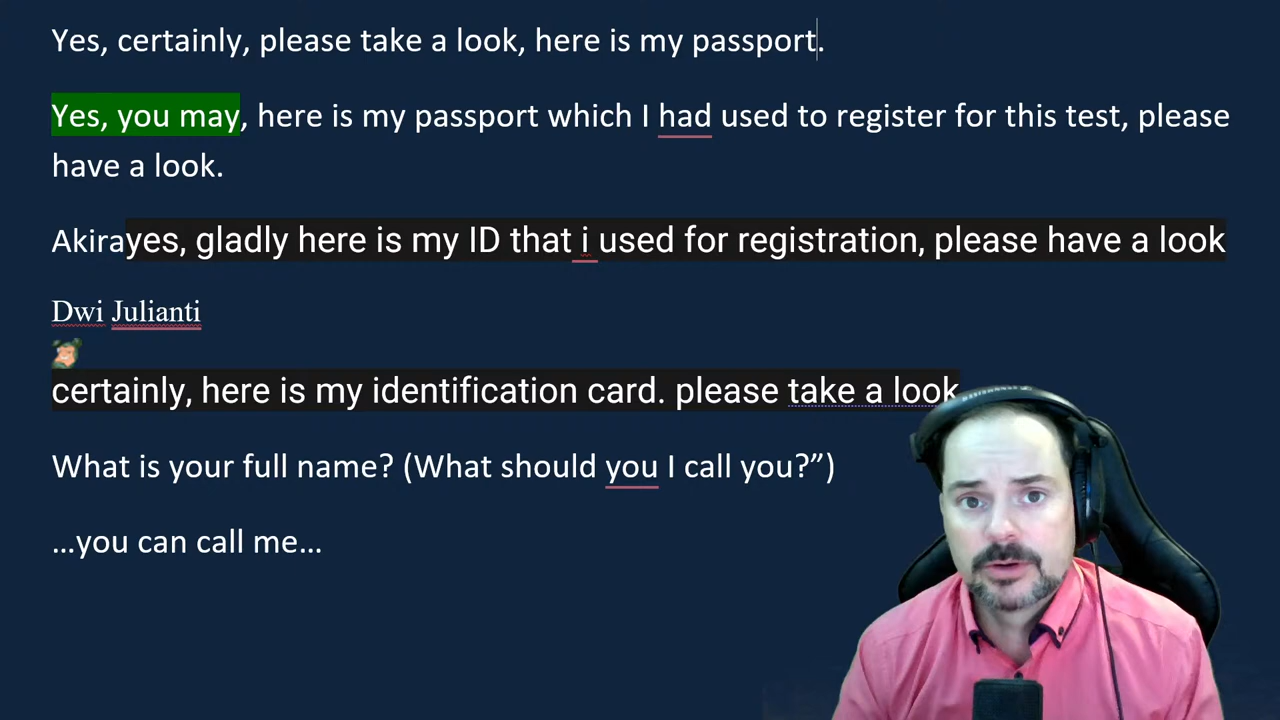 Yes, certainly, please take a look, here is my passport.
Yes, you may, here is my passport which I had used to register for this test, please
have a look.
Akirayes, gladly here is my ID that i used for registration, please have a look
Dwi Julianti
certainly, here is my identification card. please take a look
What is your full name? (What should you I call you?”)
…you can call me…